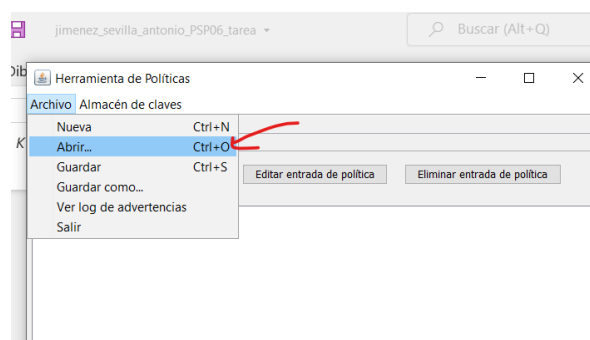 jimenez_sevilla_antonio_PSP06_tarea
Buscar (Alt+Q)
Dib
Herramienta de Políticas
Archivo Almacén de claves
Nueva Ctrl+N
K
Abrir... Ctrl+O
Guardar Ctrl+S
Editar entrada de política Eliminar entrada de política
Guardar como...
Ver log de advertencias
Salir